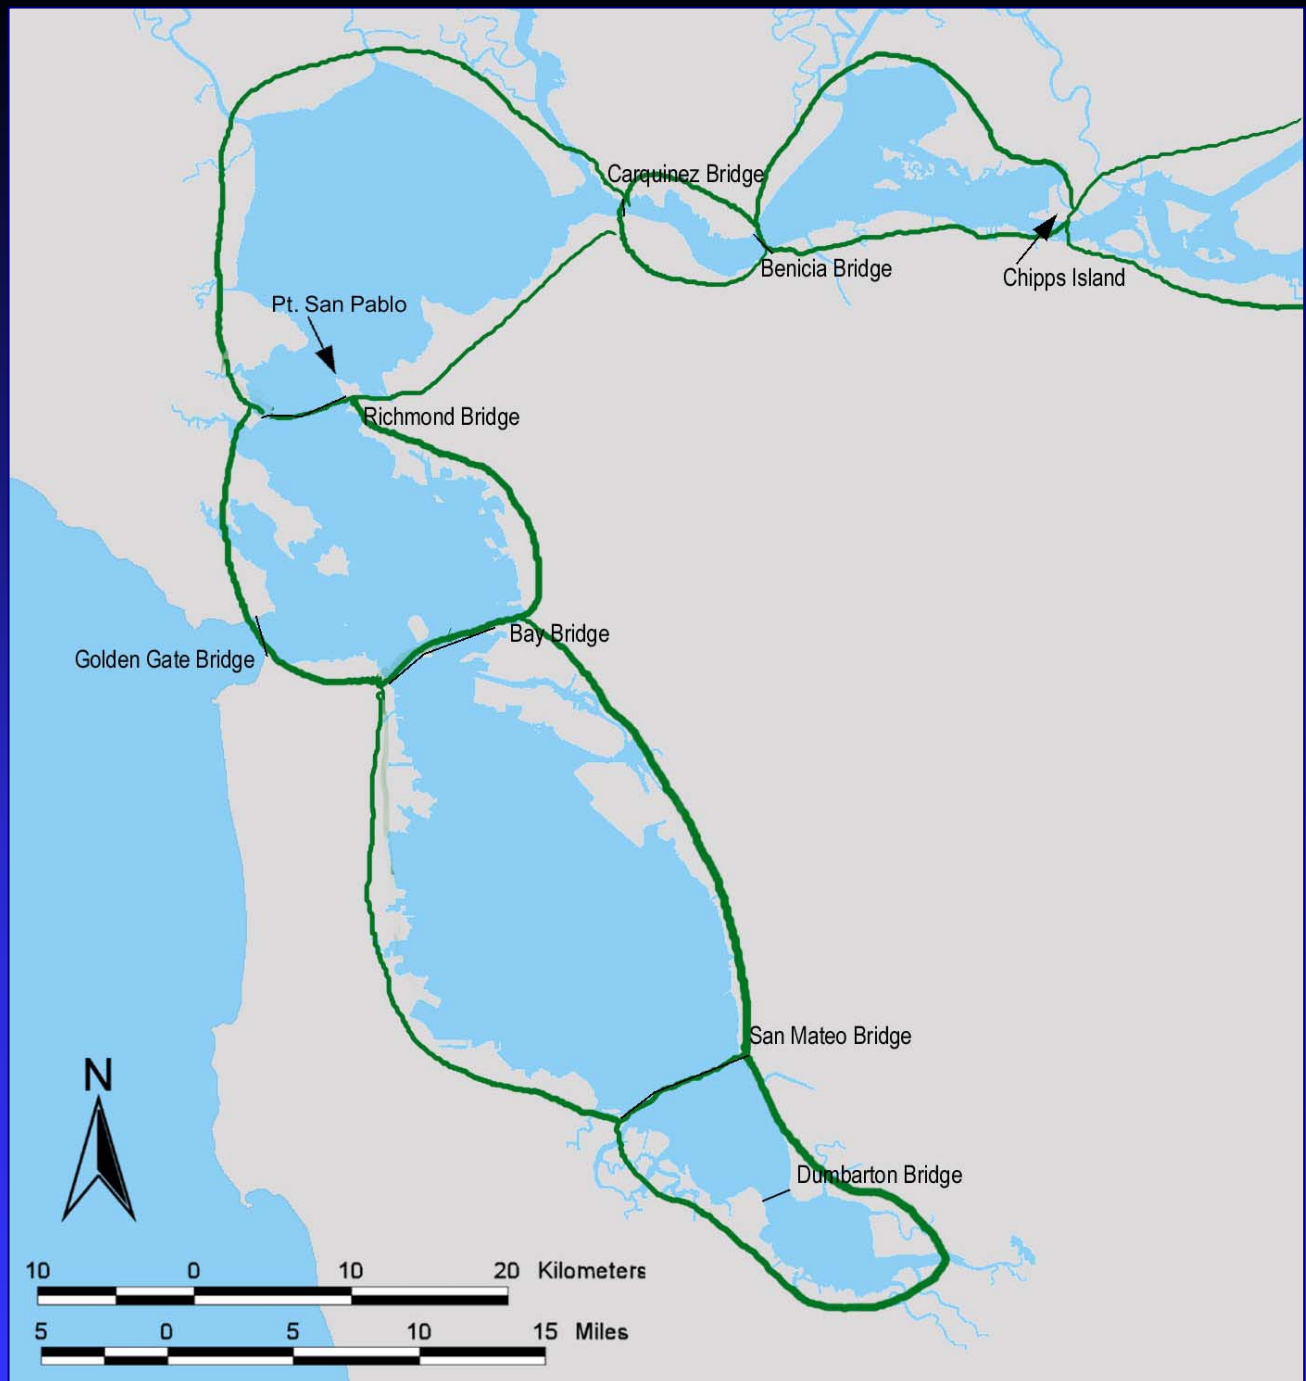 Carquinez Bridge
Benicia Bridge
Chipps Island
Pt. San Pablo
Richmond Bridge
Bay Bridge
Golden Gate Bridge
San Mateo Bridge
N
Dumbarton Bridge
10 0 10 20 Kilometers
5 0 5 10 15 Miles